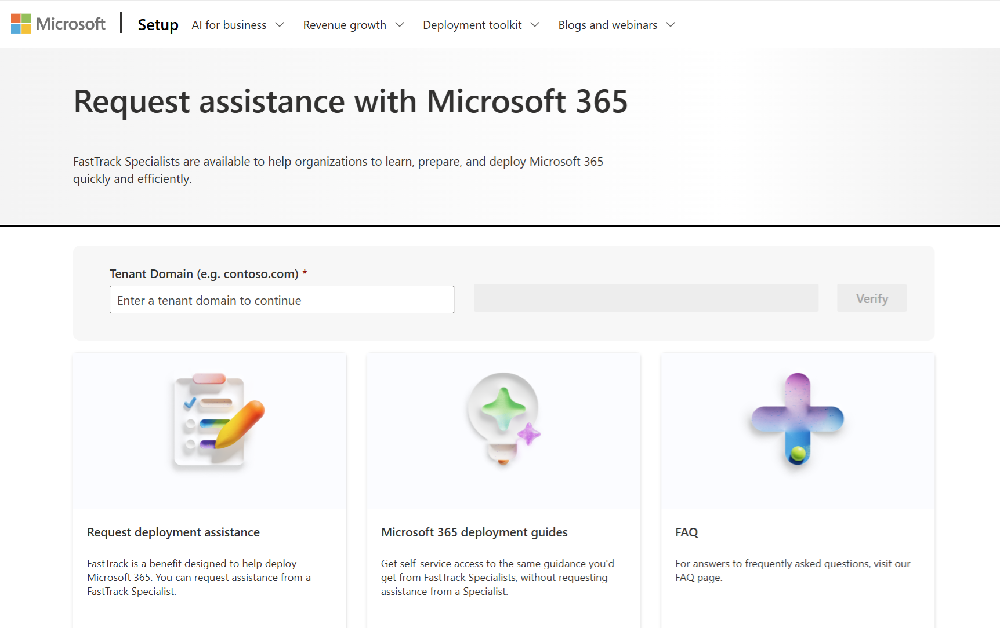 Microsoft
Setup
AI for business
Revenue growth
Deployment toolkit
Blogs and webinars
Request assistance with Microsoft 365
FastTrack Specialists are available to help organizations to learn, prepare, and deploy Microsoft 365
quickly and efficiently.
Tenant Domain (e.g. contoso.com) *
Enter a tenant domain to continue
Verify
Request deployment assistance
FastTrack is a benefit designed to help deploy
Microsoft 365. You can request assistance from a
FastTrack Specialist.
Microsoft 365 deployment guides
Get self-service access to the same guidance you'd
get from FastTrack Specialists, without requesting
assistance from a Specialist.
FAQ
For answers to frequently asked questions, visit our
FAQ page.